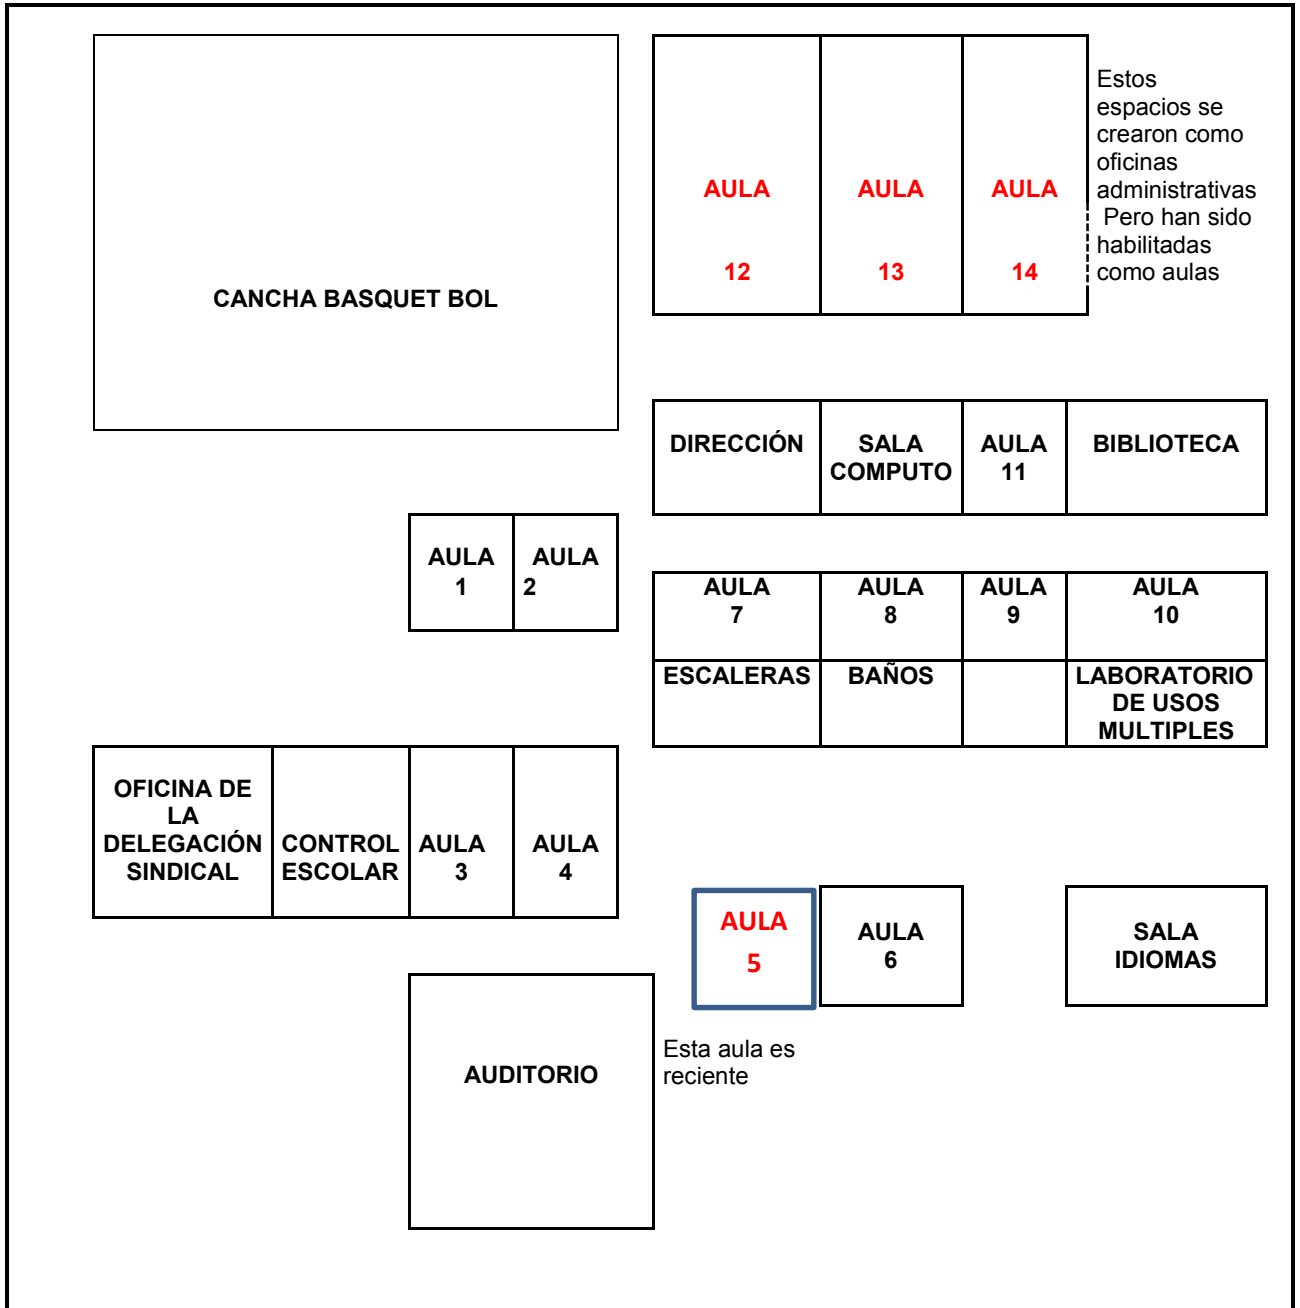 Estos
espacios se
crearon como
oficinas
administrativas
Pero han sido
habilitadas
como aulas
AULA
12
AULA
13
AULA
14
CANCHA BASQUET BOL
DIRECCIÓN
SALA
COMPUTO
AULA
11
BIBLIOTECA
AULA
1
AULA
2
AULA
7
AULA
8
AULA
9
AULA
10
ESCALERAS
BAÑOS
LABORATORIO
DE USOS
MULTIPLES
OFICINA DE
LA
DELEGACIÓN
SINDICAL
CONTROL
ESCOLAR
AULA
3
AULA
4
AULA
5
AULA
6
SALA
IDIOMAS
Esta aula es
reciente
AUDITORIO